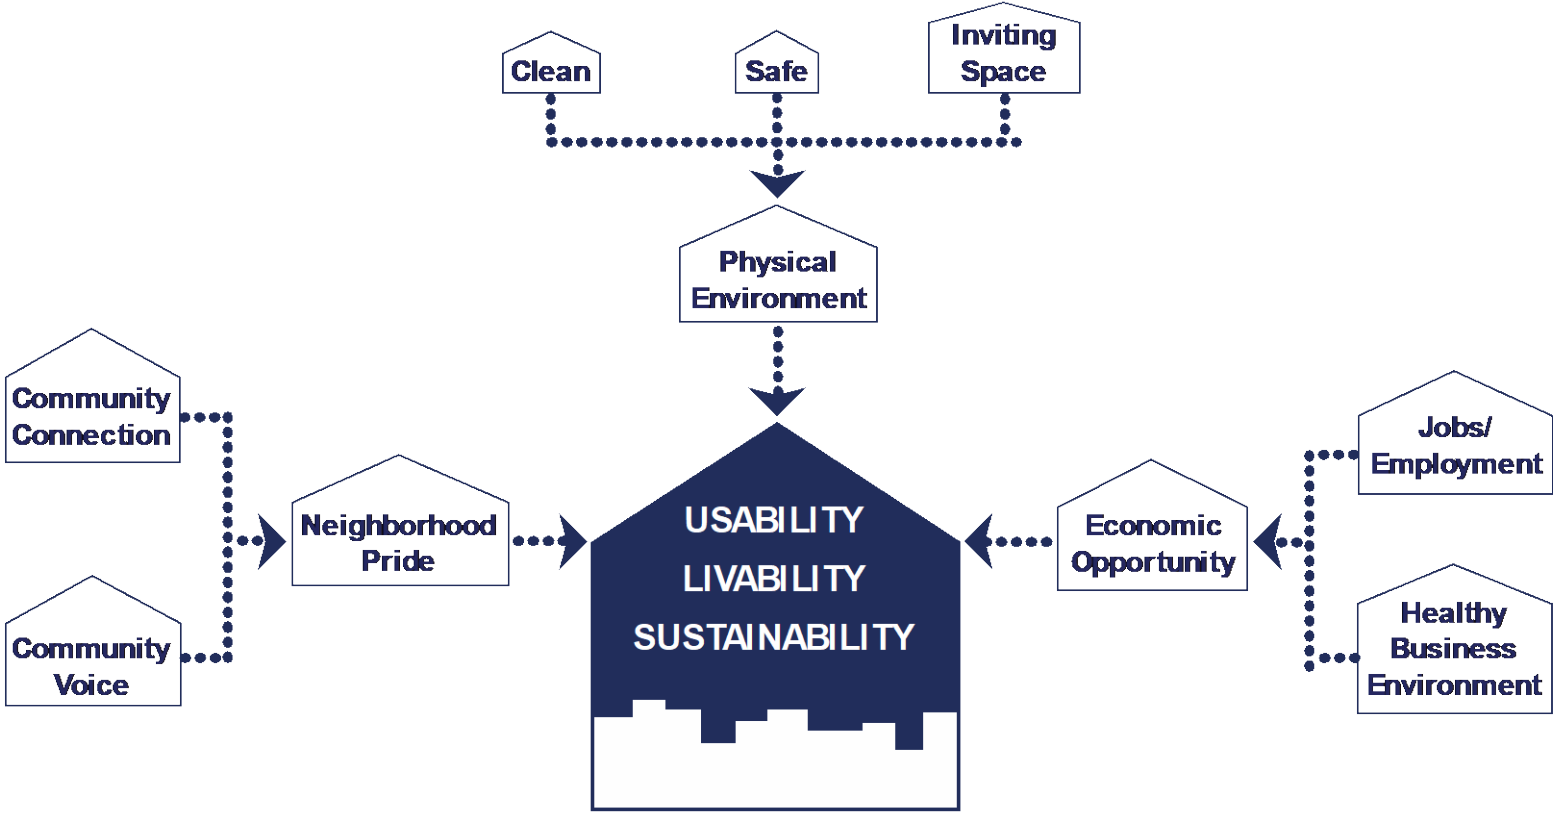 Clean
Safe
Inviting
Space
Physical
Environment
Community
Connection
Neighborhood
Pride
Community
Voice
USABILITY
LIVABILITY
SUSTAINABILITY
Economic
Opportunity
Jobs/
Employment
Healthy
Business
Environment